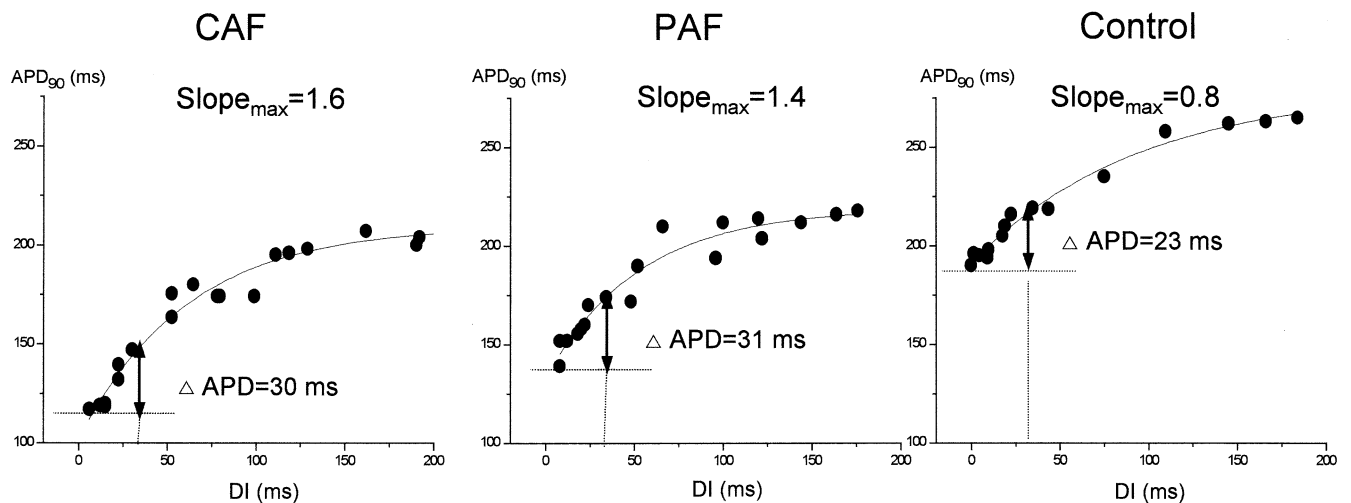 CAF
PAF
Control
APD90 (ms)
APD90 (ms)
APD90 (ms)
Slopemax=1.6
Slopemax=1.4
Slopemax=0.8
250
200
150
100
△ APD=30 ms
0
50
100
150
200
DI (ms)
250
200
150
100
△ APD=31 ms
0
50
100
150
200
DI (ms)
250
200
150
100
△ APD=23 ms
0
50
100
150
200
DI (ms)